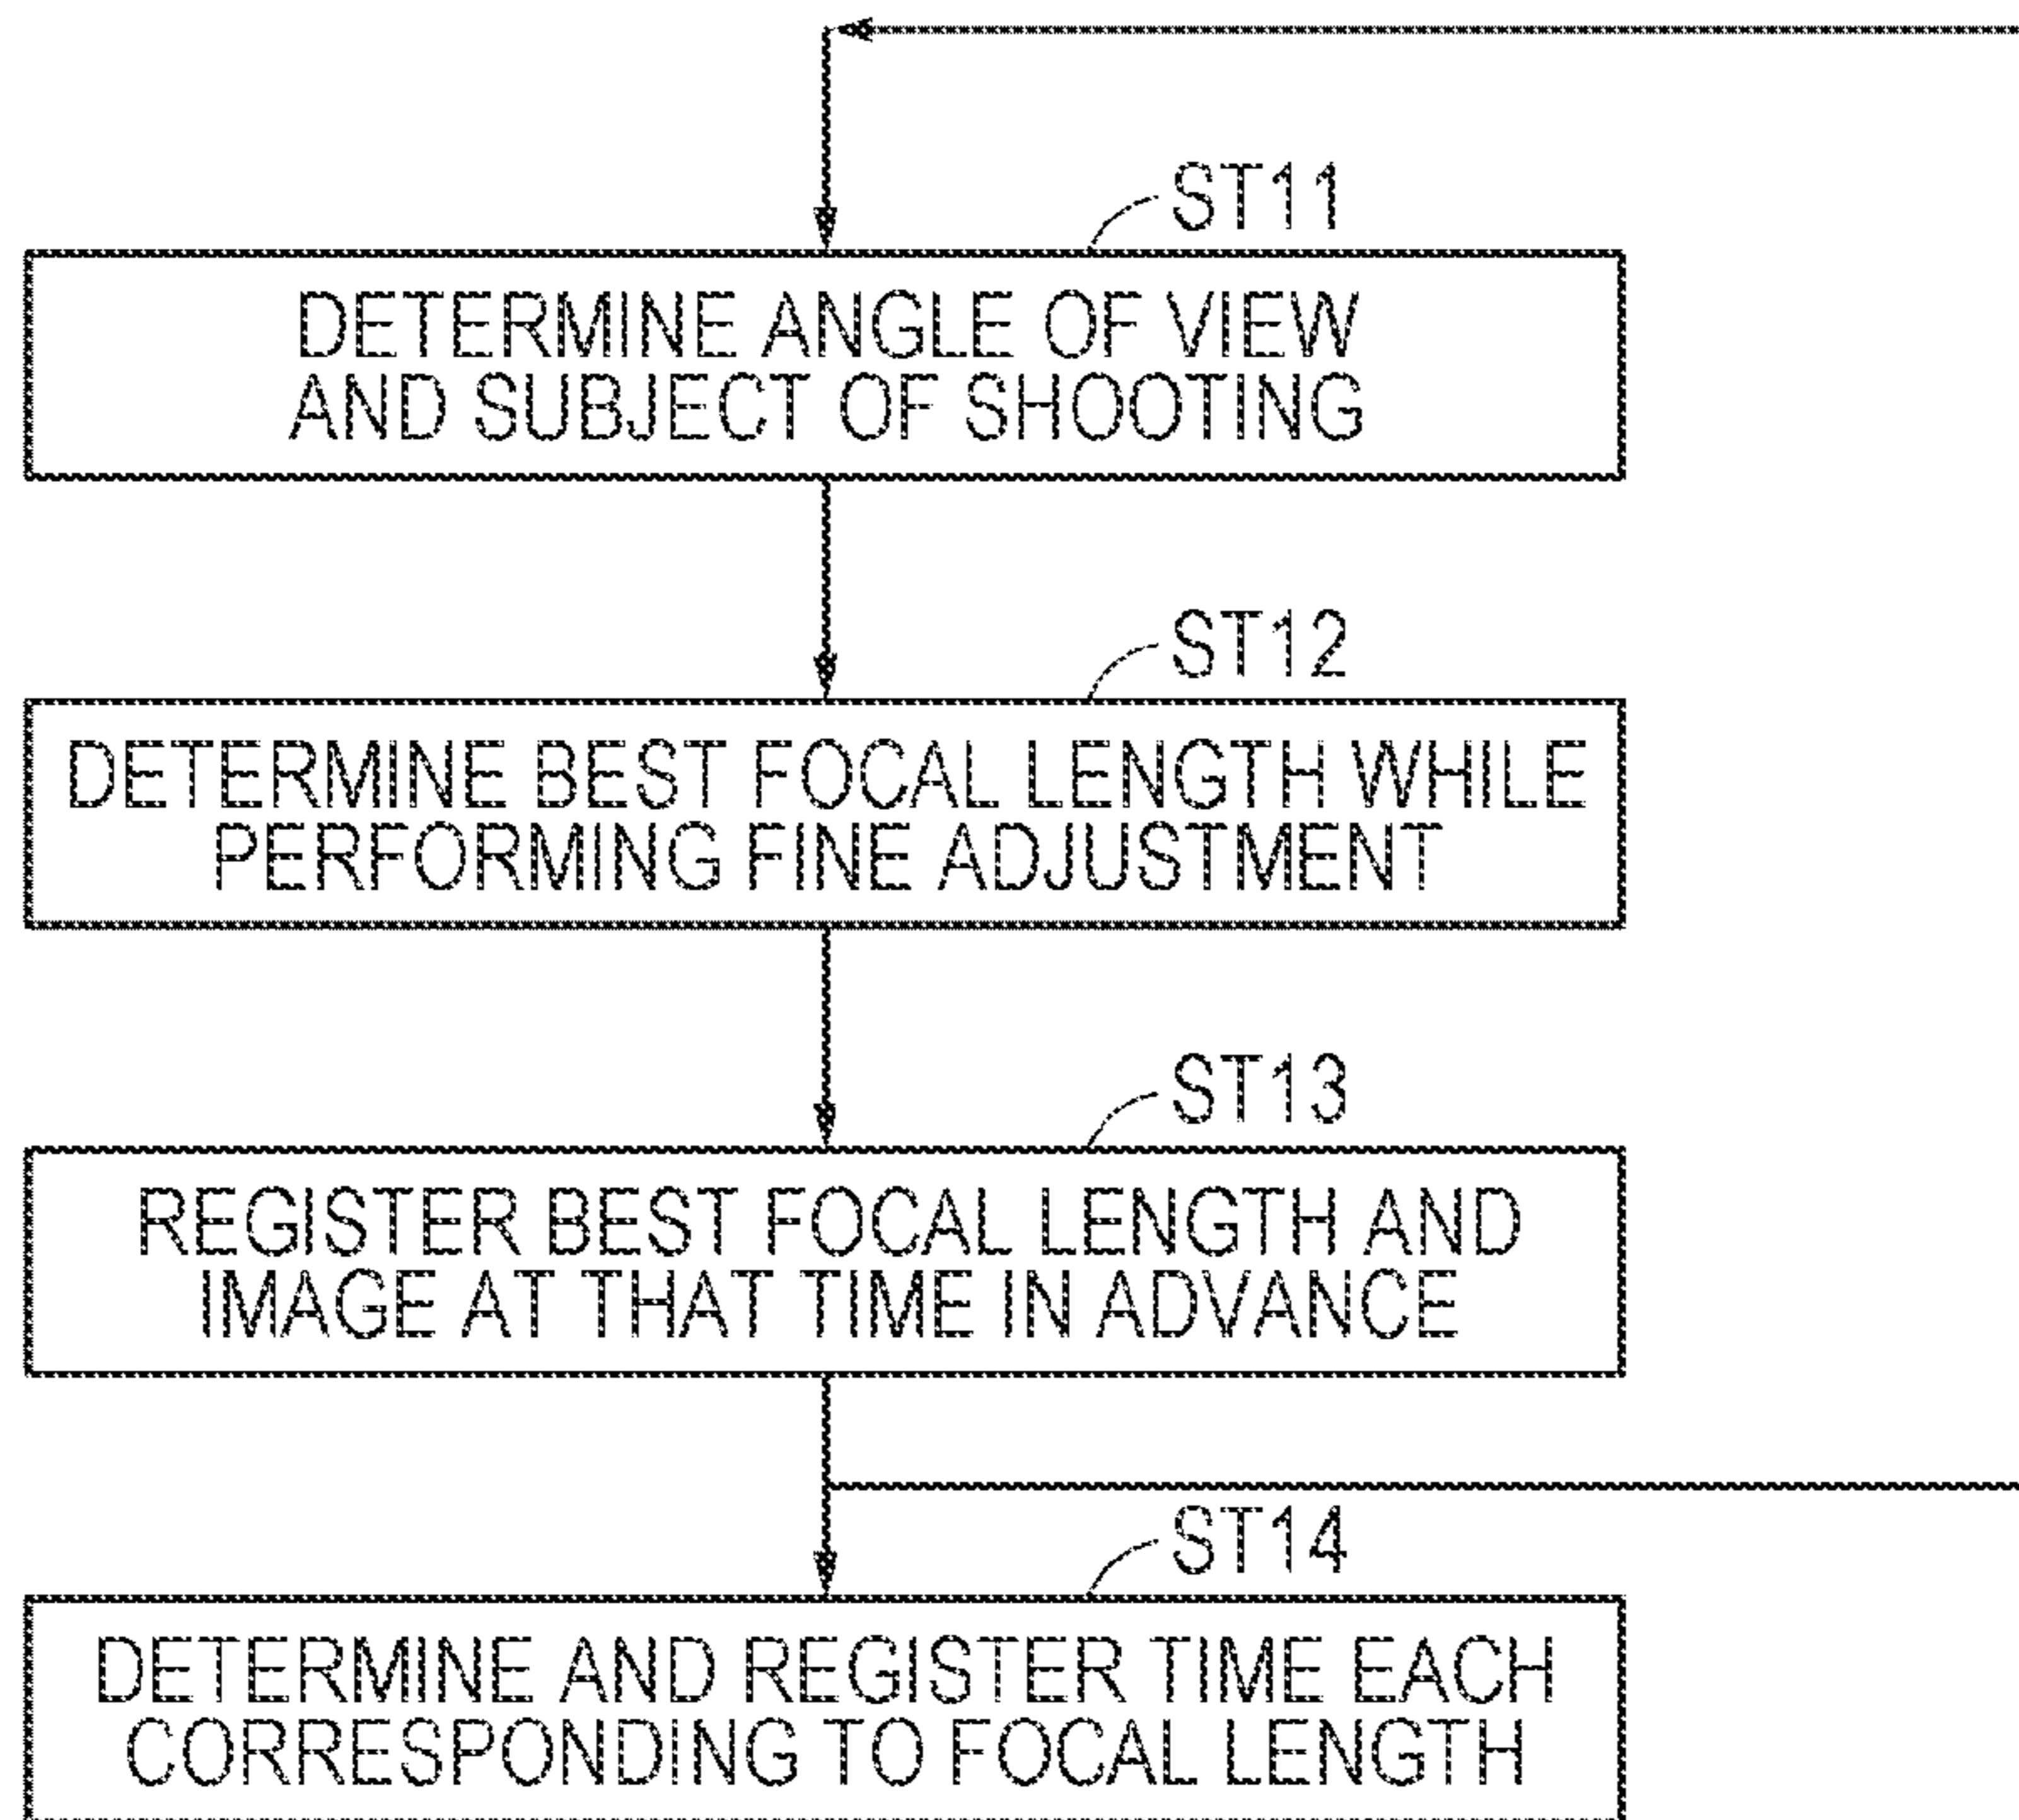 ST11
DETERMINE ANGLE OF VIEW
AND SUBJECT OF SHOOTING
ST12
DETERMINE BEST FOCAL LENGTH WHILE
PERFORMING FINE ADJUSTMENT
ST13
REGISTER BEST FOCAL LENGTH AND
IMAGE AT THAT TIME IN ADVANCE
ST14
DETERMINE AND REGISTER TIME EACH
CORRESPONDING TO FOCAL LENGTH